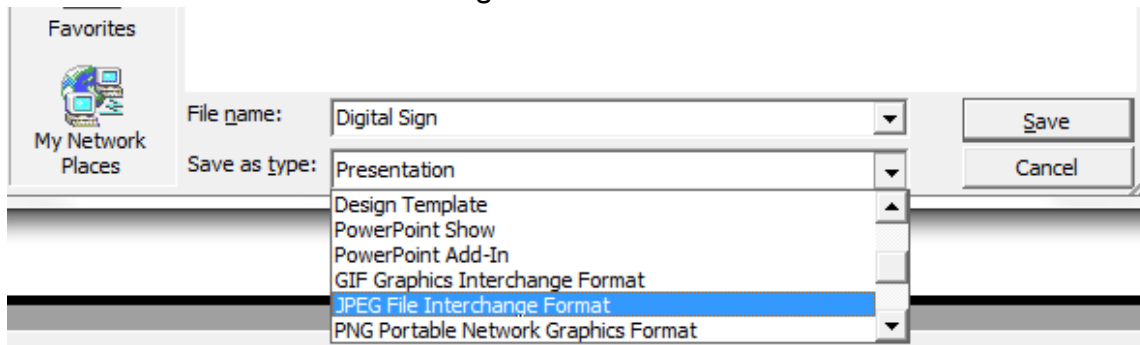 Favorites
My Network
Places
File name:
Digital Sign
Save
Save as type:
Presentation
Cancel
Design Template
PowerPoint Show
PowerPoint Add-In
GIF Graphics Interchange Format
JPEG File Interchange Format
PNG Portable Network Graphics Format